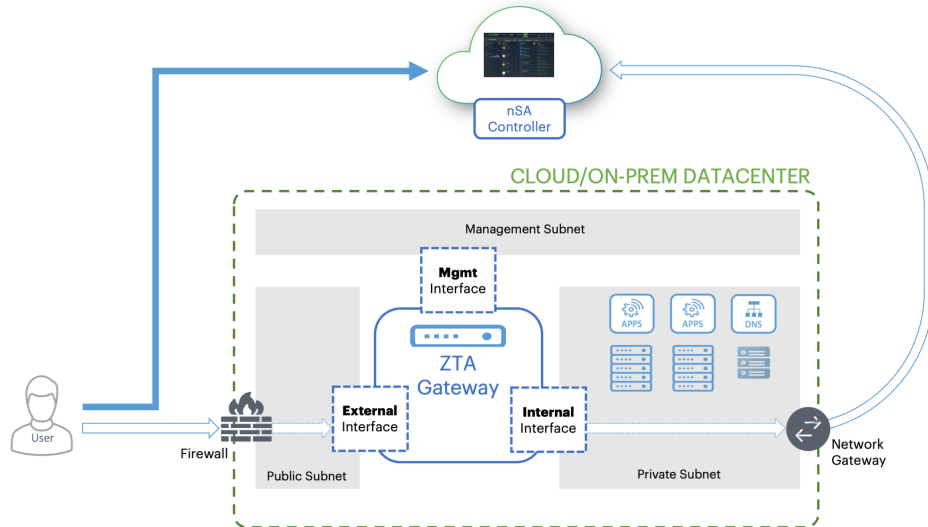 nSA
Controller
CLOUD/ON-PREM DATACENTER
Management Subnet
Mgmt
Interface
APPS
APPS
DNS
ZTA
Gateway
External
Interface
Internal
Interface
User
Firewall
Public Subnet
Private Subnet
Network
Gateway